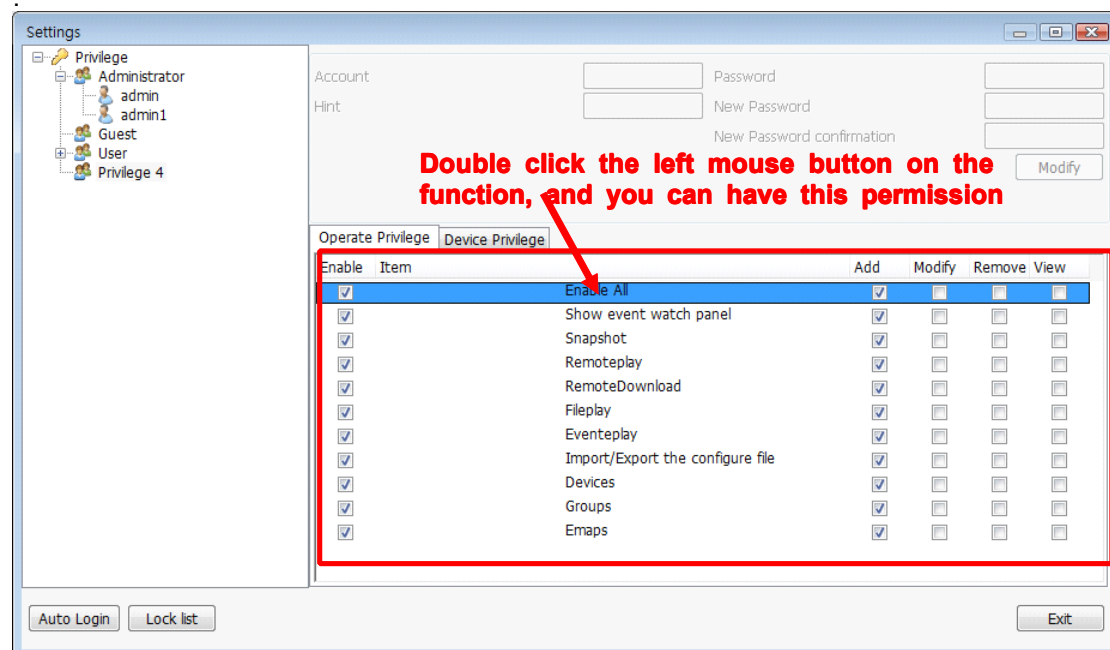 Settings
Privilege
Administrator
admin
admin1
Guest
User
Privilege 4
Account Password
Hint New Password
New Password confirmation
Modify
Double click the left mouse button on the
function, and you can have this permission
Operate Privilege Device Privilege
Enable Item Add Modify Remove View
Enable All
Show event watch panel
Snapshot
Remoteplay
RemoteDownload
Fileplay
Eventeplay
Import/Export the configure file
Devices
Groups
Emaps
Auto Login Lock list Exit